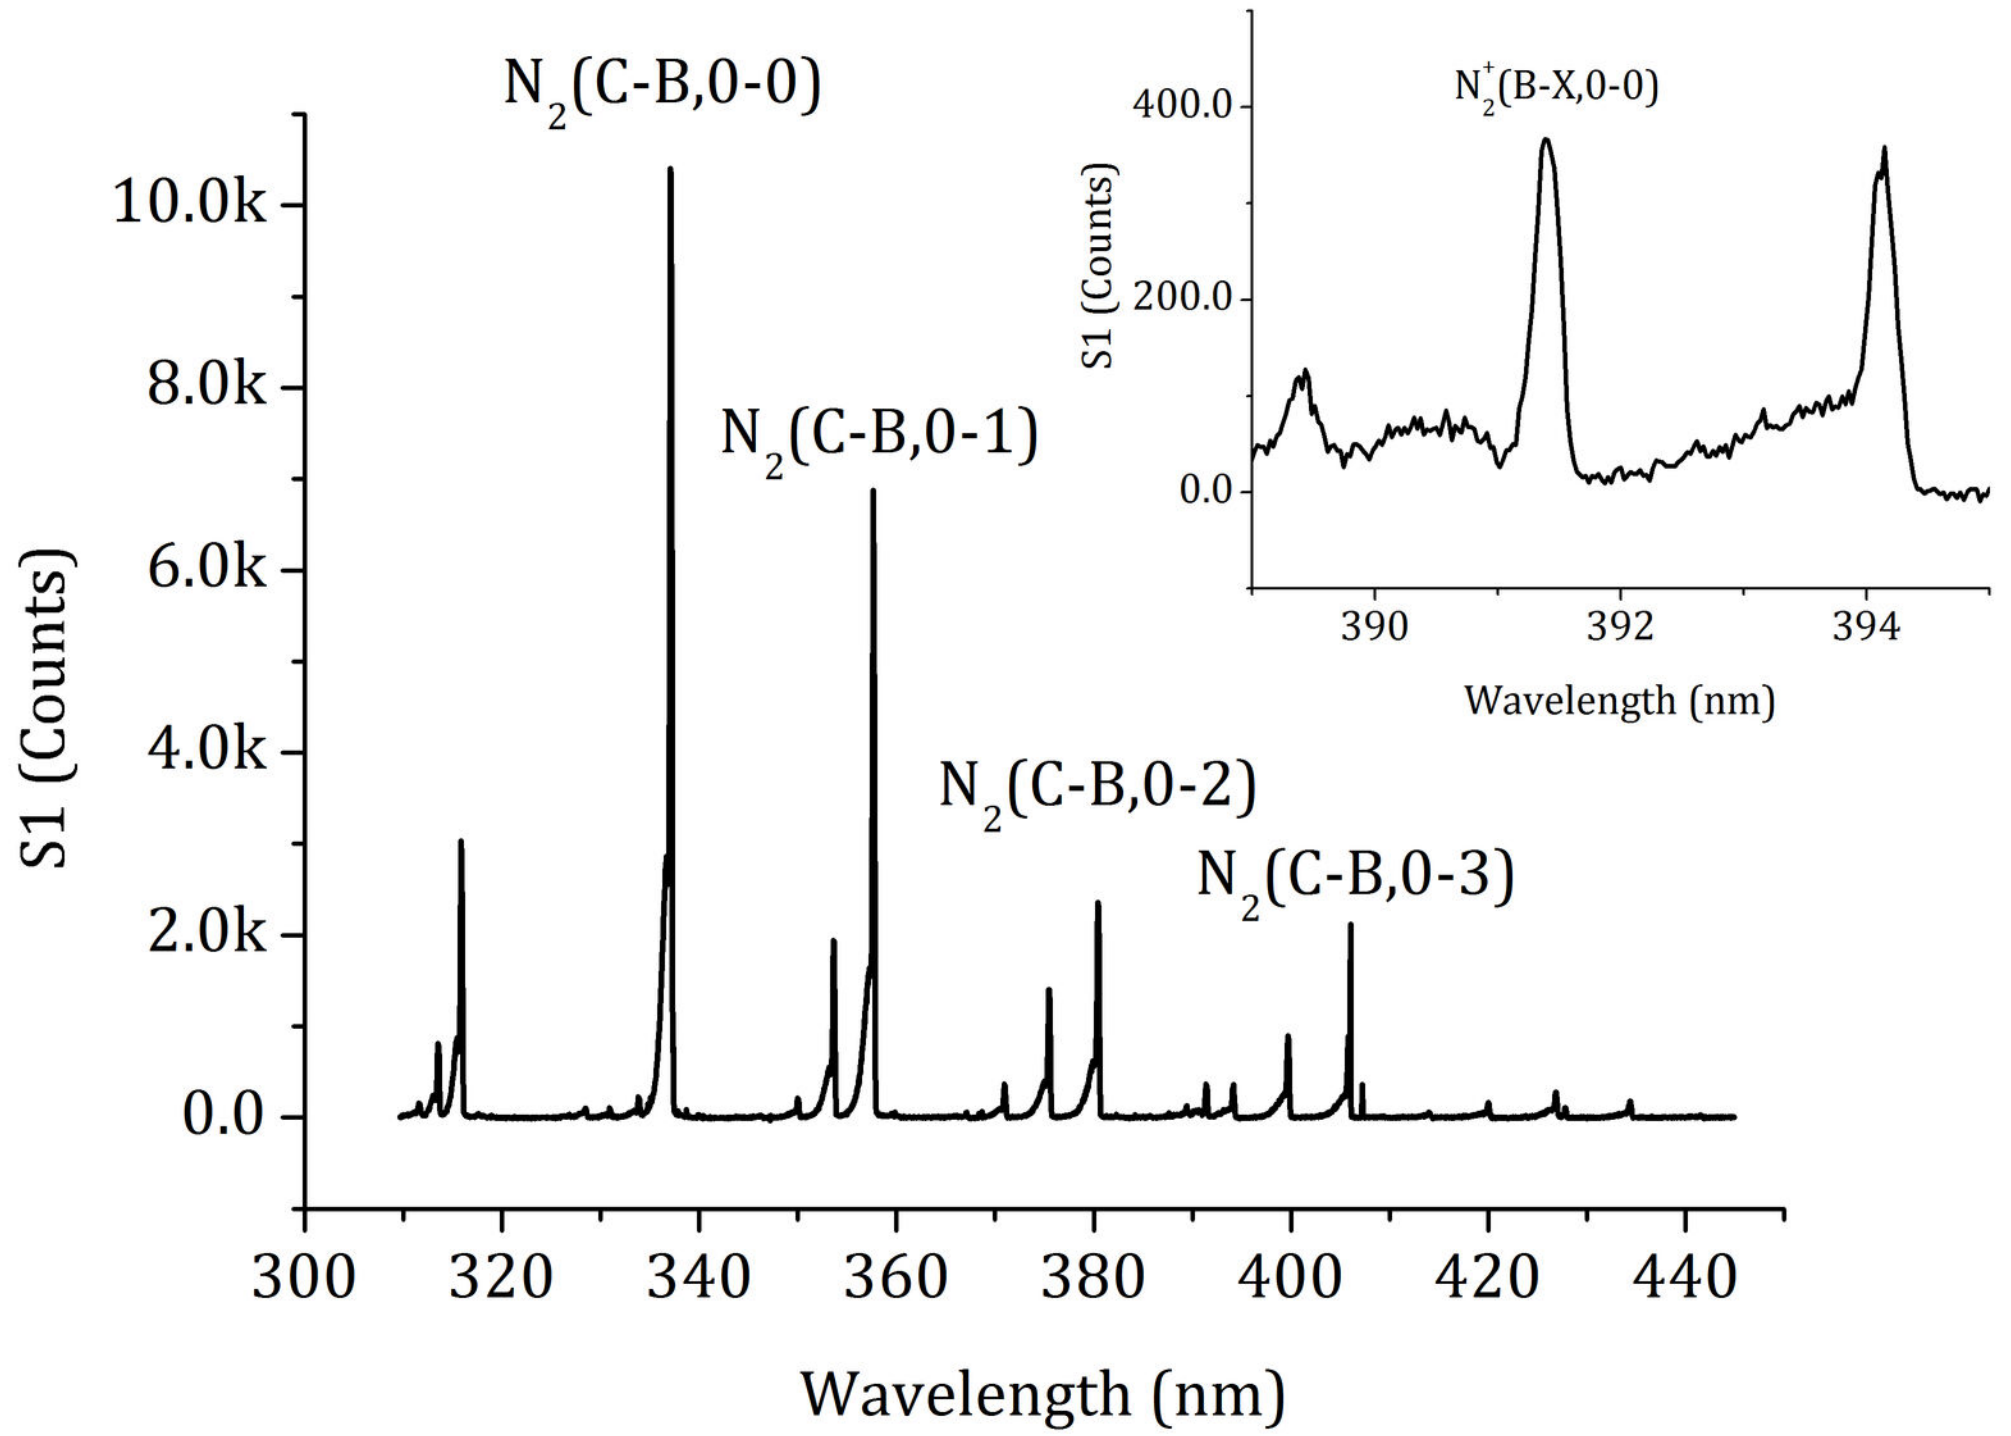 N2(C-B,0-0)
N2(C-B,0-1)
N2(C-B,0-2)
N2(C-B,0-3)
S1 (Counts)
10.0k
8.0k
6.0k
4.0k
2.0k
0.0
300 320 340 360 380 400 420 440
Wavelength (nm)
N2+(B-X,0-0)
S1 (Counts)
400.0
200.0
0.0
390 392 394
Wavelength (nm)